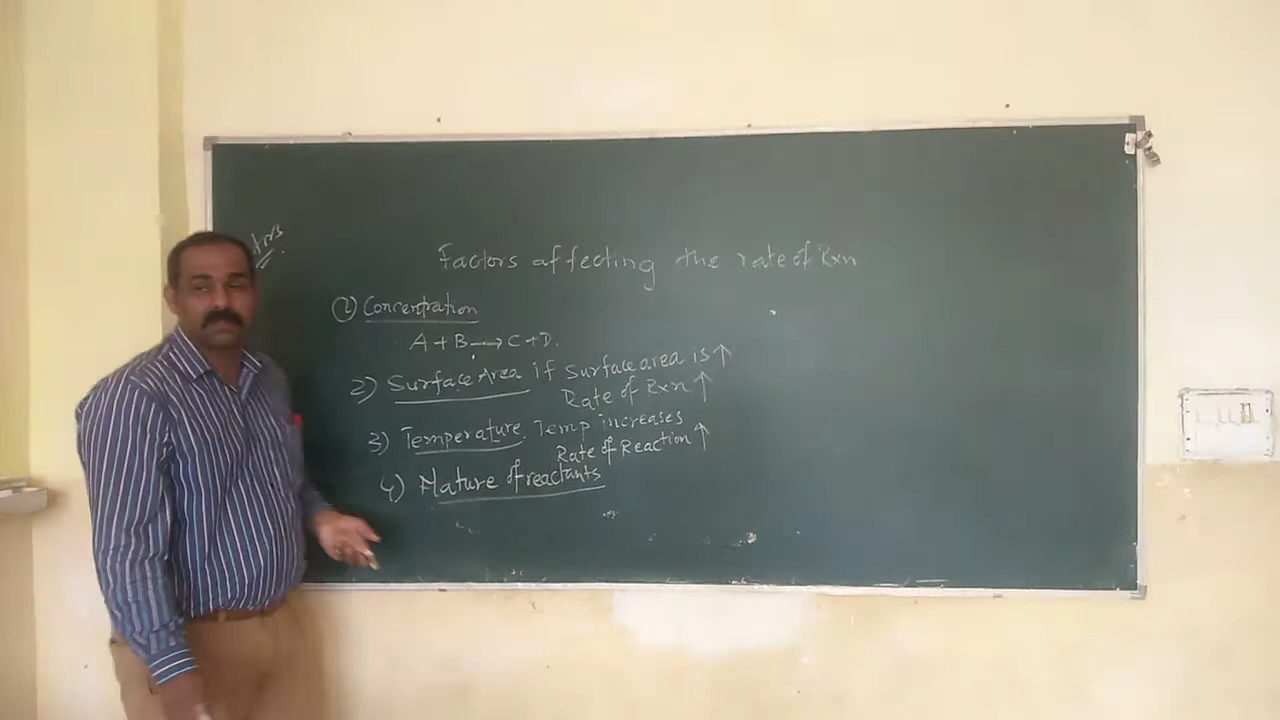 Factors affecting the rate of Rxn
1) Concentration
A + B → C + D.
2) Surface Area if Surface area is ↑
Rate of Rxn ↑
3) Temperature. Temp increases
Rate of Reaction ↑
4) Nature of reactants